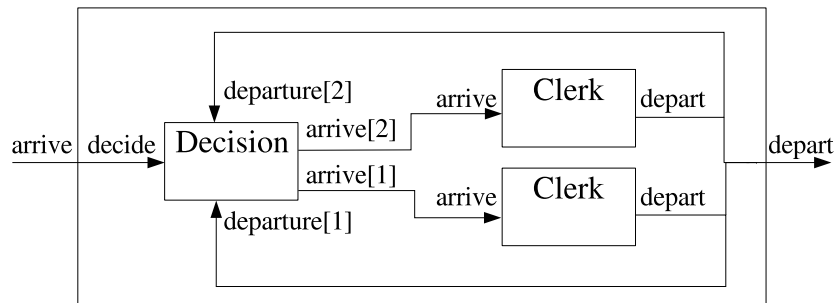 departure[2]
arrive
Clerk
depart
arrive[2]
arrive decide
Decision
depart
arrive[1]
arrive
Clerk
depart
departure[1]